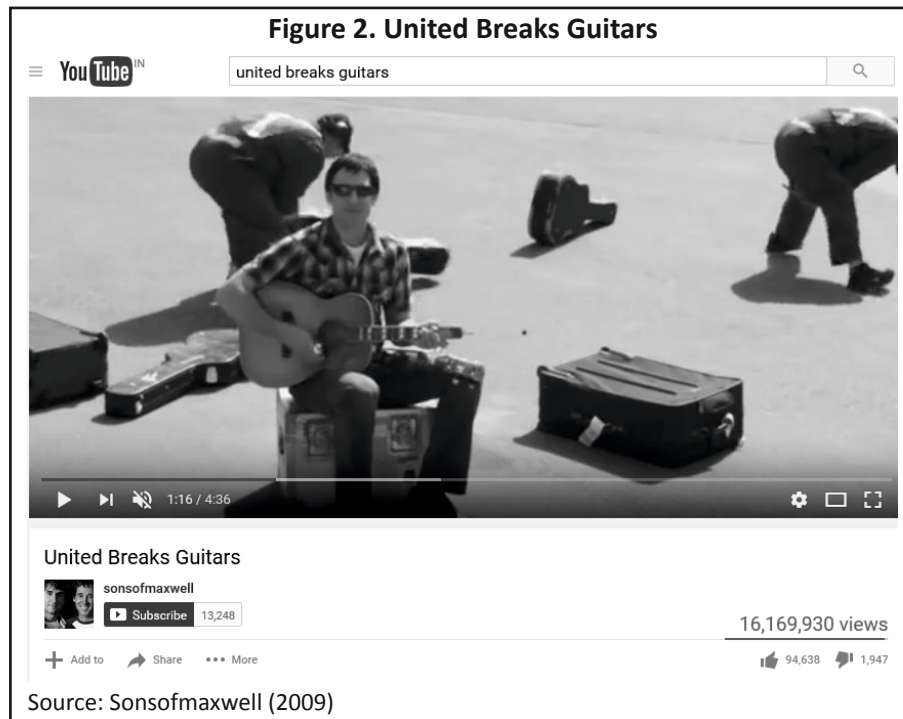 Figure 2. United Breaks Guitars
YouTube IN
united breaks guitars
1:16 / 4:36
United Breaks Guitars
sonsofmaxwell
Subscribe 13,248
16,169,930 views
Add to Share More 94,638 1,947
Source: Sonsofmaxwell (2009)